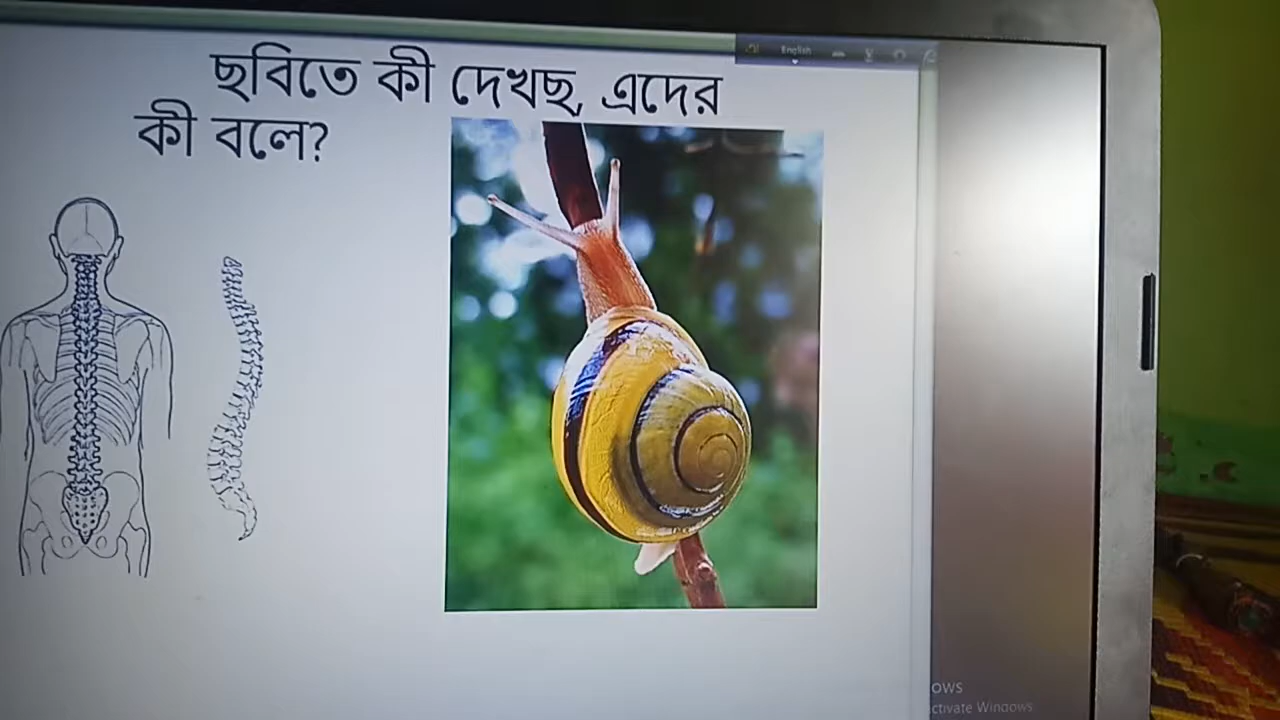 ছবিতে কী দেখছ, এদের
কী বলে?
English
ows
ctivate Windows